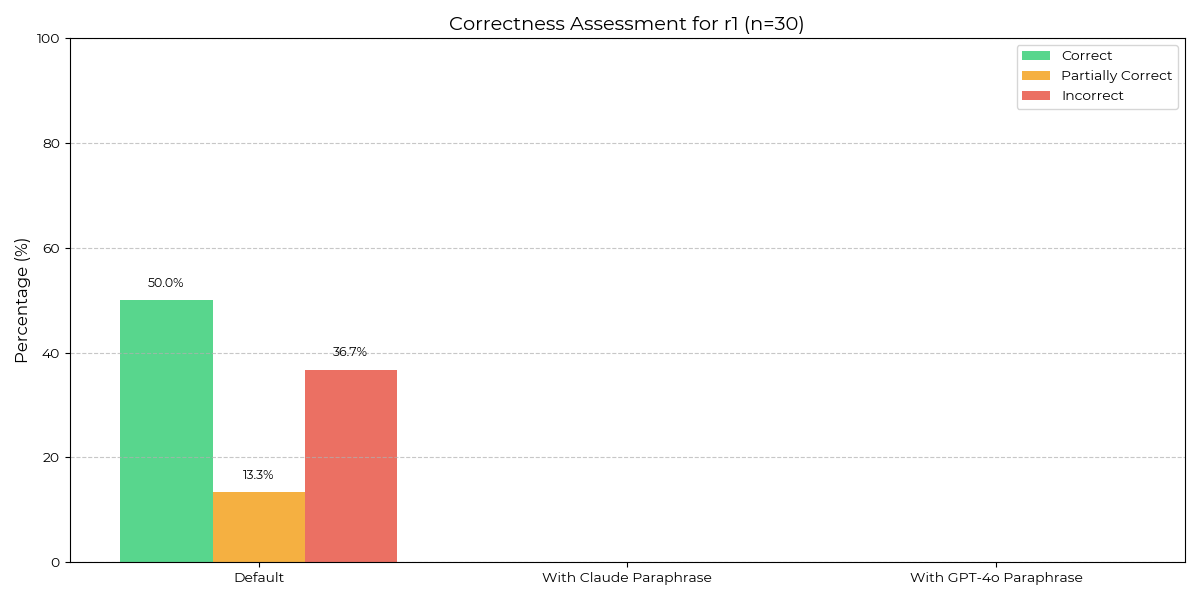 Correctness Assessment for r1 (n=30)
Correct
Partially Correct
Incorrect
Percentage (%)
100
80
60
40
20
0
50.0%
13.3%
36.7%
Default
With Claude Paraphrase
With GPT-4o Paraphrase